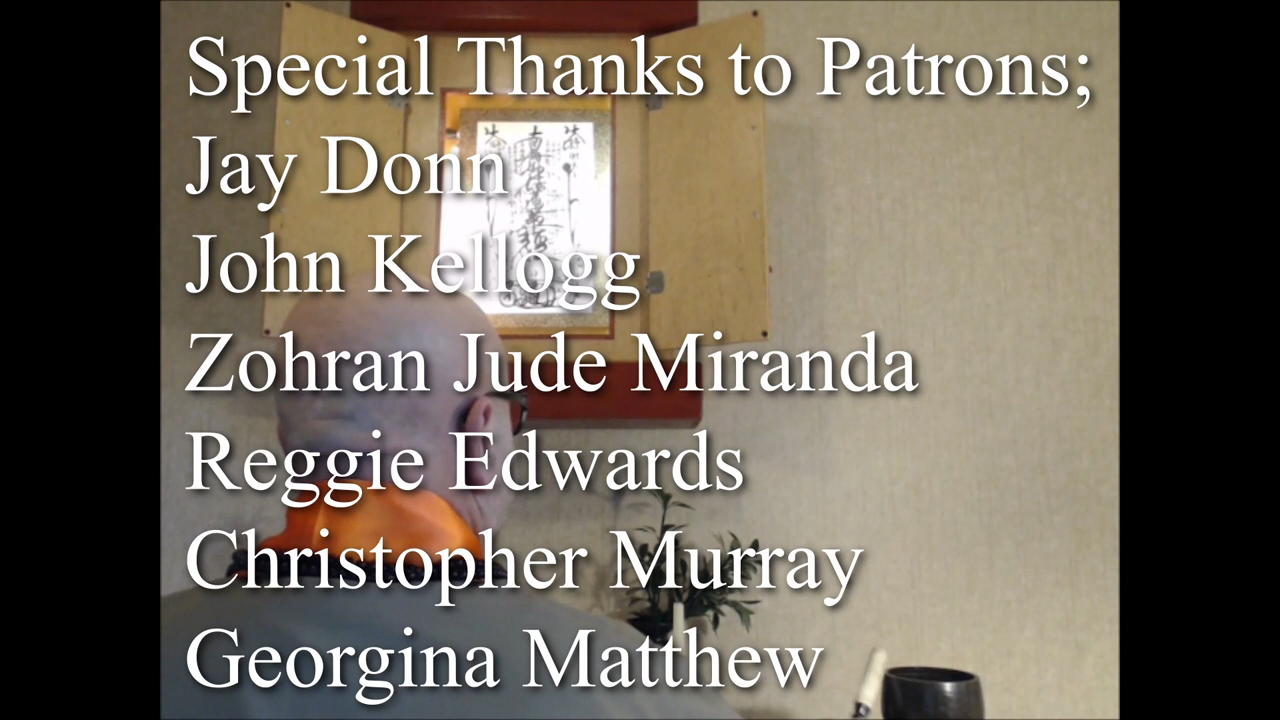 Special Thanks to Patrons;
Jay Donn
John Kellogg
Zohran Jude Miranda
Reggie Edwards
Christopher Murray
Georgina Matthew